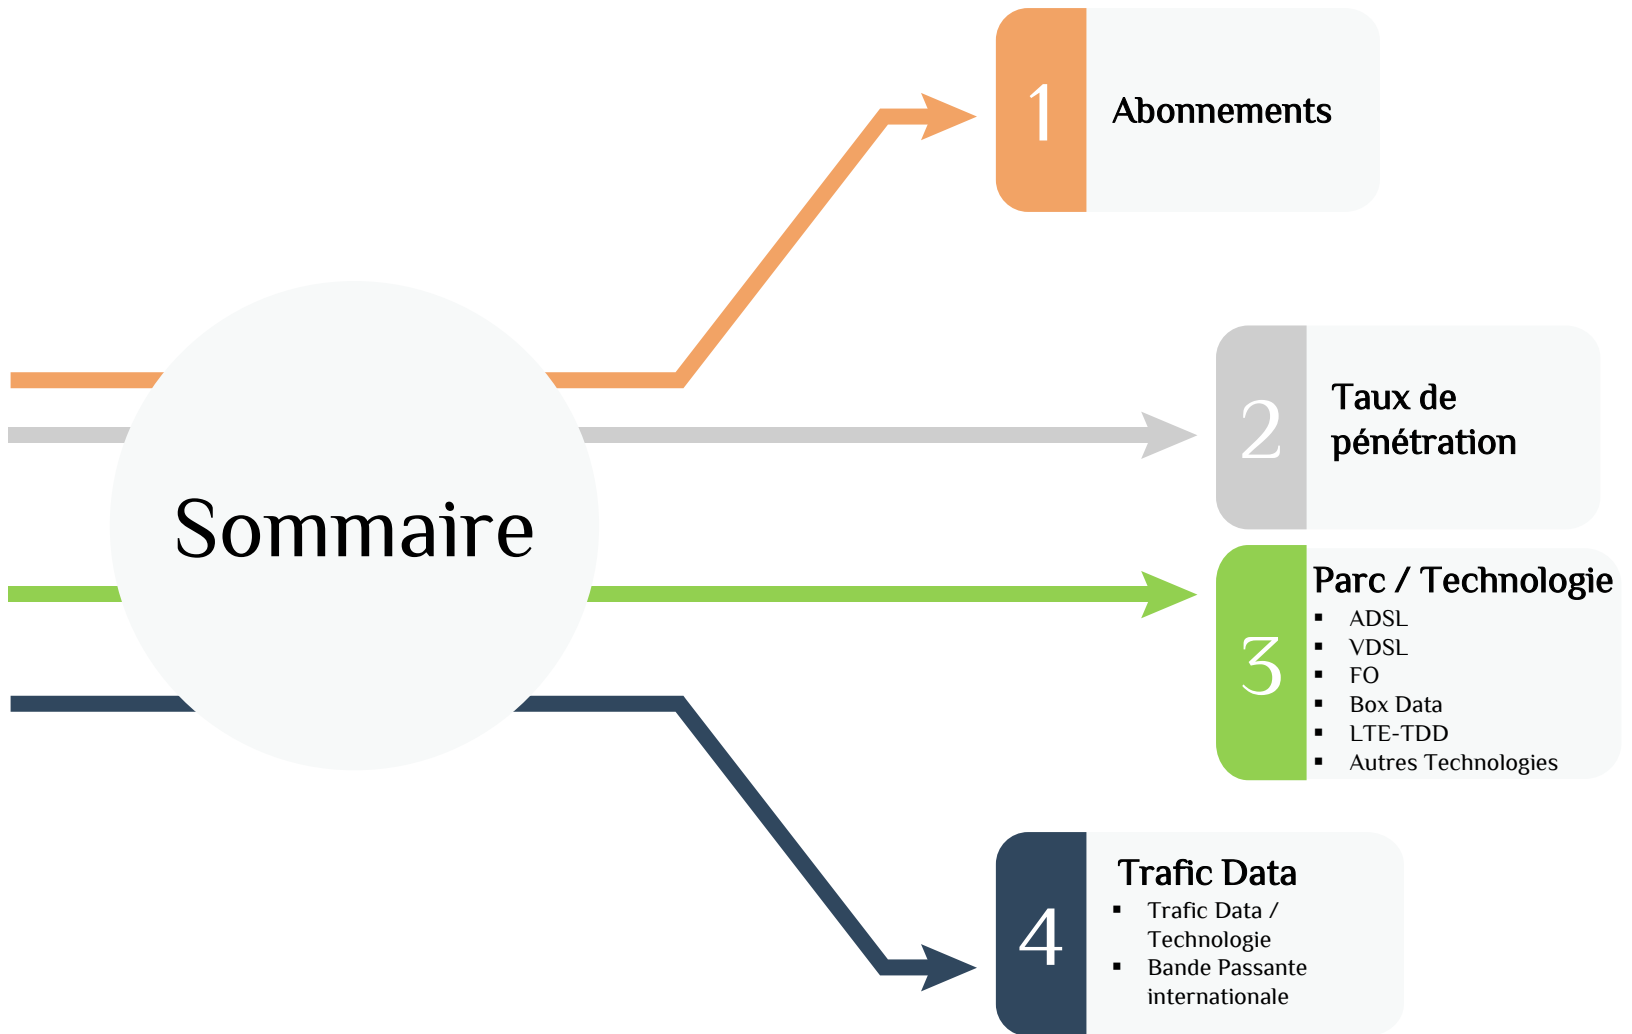 Sommaire
1
Abonnements
2
Taux de
pénétration
3
Parc / Technologie
▪ ADSL
▪ VDSL
▪ FO
▪ Box Data
▪ LTE-TDD
▪ Autres Technologies
4
Trafic Data
▪ Trafic Data /
Technologie
▪ Bande Passante
internationale